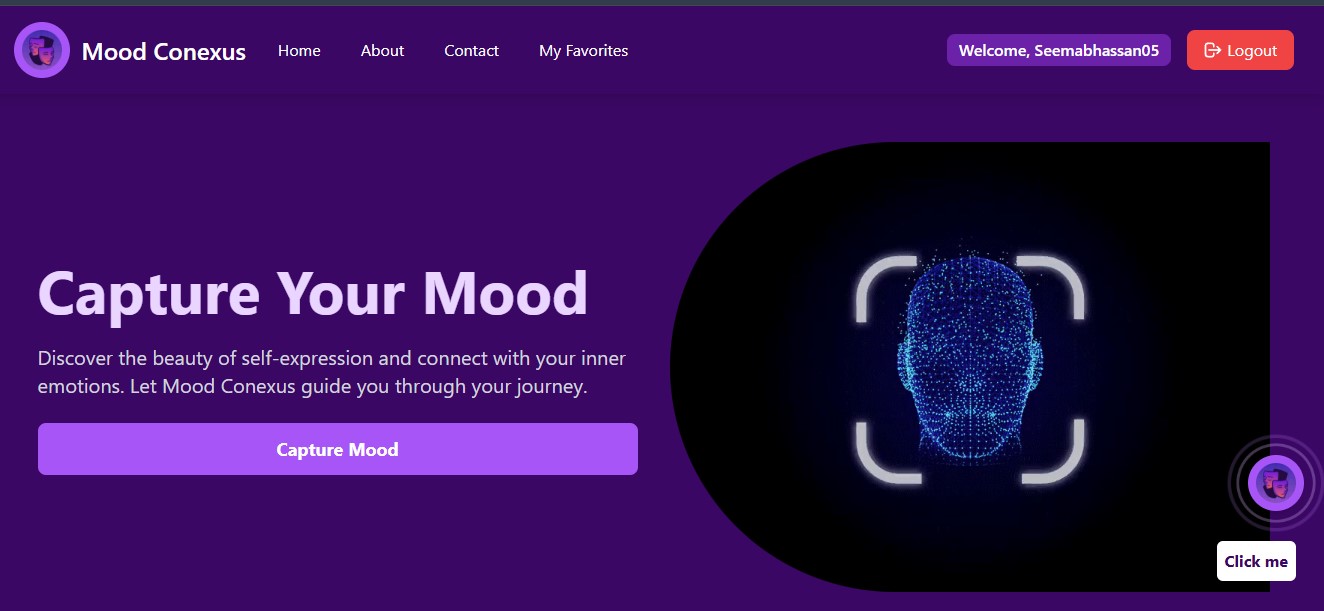 Mood Conexus
Home
About
Contact
My Favorites
Welcome, Seemabhassan05
Logout
Capture Your Mood
Discover the beauty of self-expression and connect with your inner
emotions. Let Mood Conexus guide you through your journey.
Capture Mood
Click me